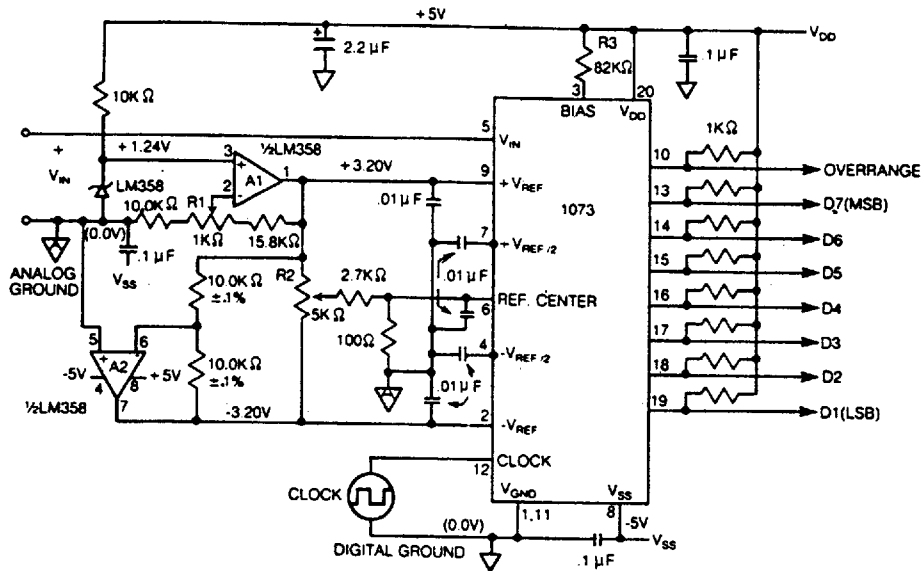 +5V
V_DD
+
2.2 µF
R3
82KΩ
.1 µF
10KΩ
3
BIAS
20
V_DD
1KΩ
5
V_IN
10
OVERRANGE
+
V_IN
+1.24V
3
½LM358
+
A1
1
2
+3.20V
9
+V_REF
13
D7(MSB)
LM358
10.0KΩ
R1
1KΩ
15.8KΩ
.01 µF
1073
14
D6
(0.0V)
.1 µF
V_SS
7
+V_REF/2
15
D5
ANALOG
GROUND
10.0KΩ
±.1%
R2
5KΩ
2.7KΩ
.01 µF
REF. CENTER
6
16
D4
100Ω
17
D3
5
6
+
A2
-5V
4
8
+5V
10.0KΩ
±.1%
4
-V_REF/2
.01 µF
18
D2
½LM358
7
-3.20V
2
-V_REF
19
D1(LSB)
12
CLOCK
CLOCK
V_GND
1,11
V_SS
8
-5V
V_SS
(0.0V)
DIGITAL GROUND
.1 µF